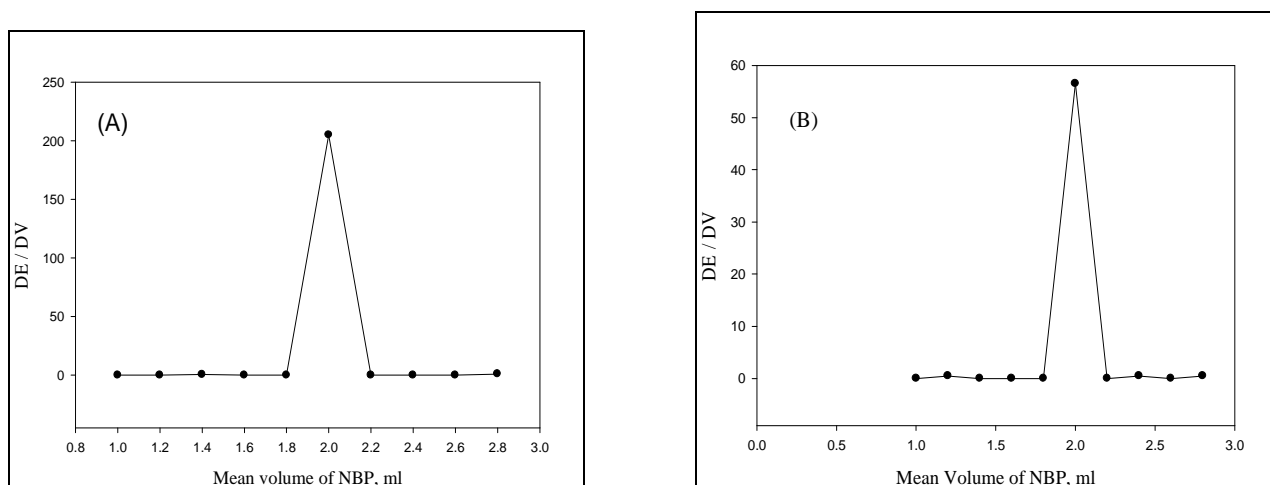 (A)
DE / DV
250
200
150
100
50
0
0.8 1.0 1.2 1.4 1.6 1.8 2.0 2.2 2.4 2.6 2.8 3.0
Mean volume of NBP, ml
(B)
DE / DV
60
50
40
30
20
10
0
0.0 0.5 1.0 1.5 2.0 2.5 3.0
Mean Volume of NBP, ml